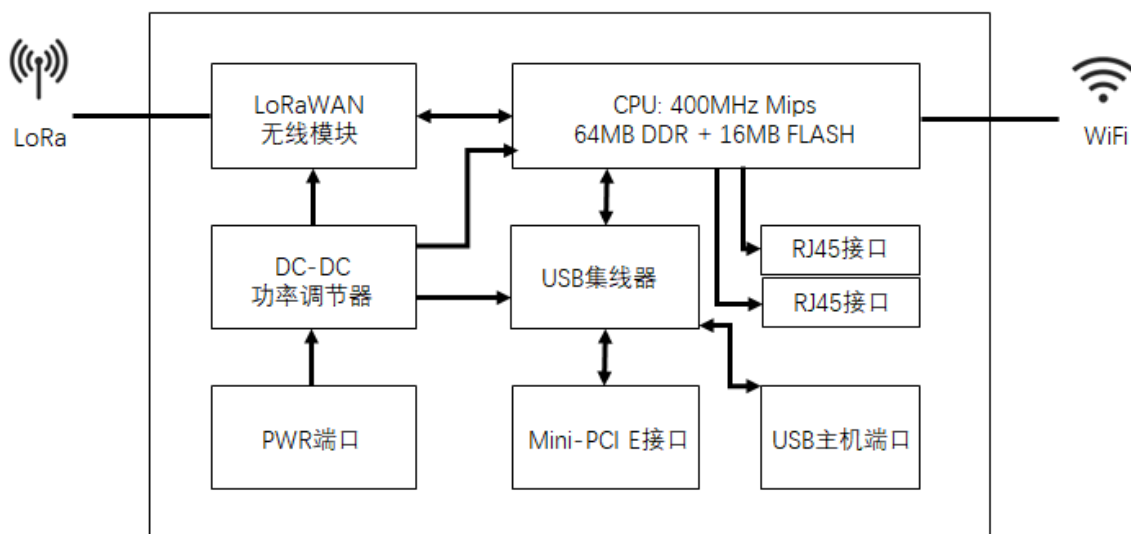 LoRa
LoRaWAN
无线模块
CPU: 400MHz Mips
64MB DDR + 16MB FLASH
WiFi
DC-DC
功率调节器
USB集线器
RJ45接口
RJ45接口
PWR端口
Mini-PCI E接口
USB主机端口